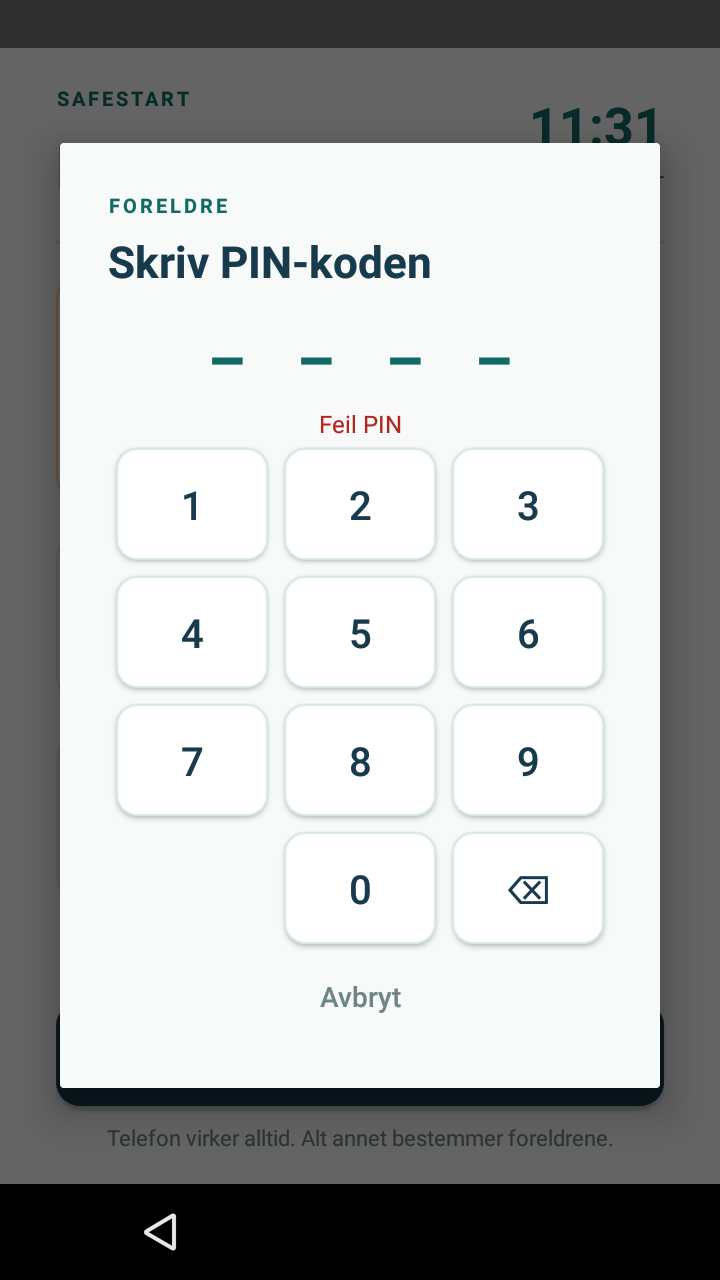 SAFESTART
11:31
FORELDRE
Skriv PIN-koden
Feil PIN
1 2 3
4 5 6
7 8 9
0
Avbryt
Telefon virker alltid. Alt annet bestemmer foreldrene.